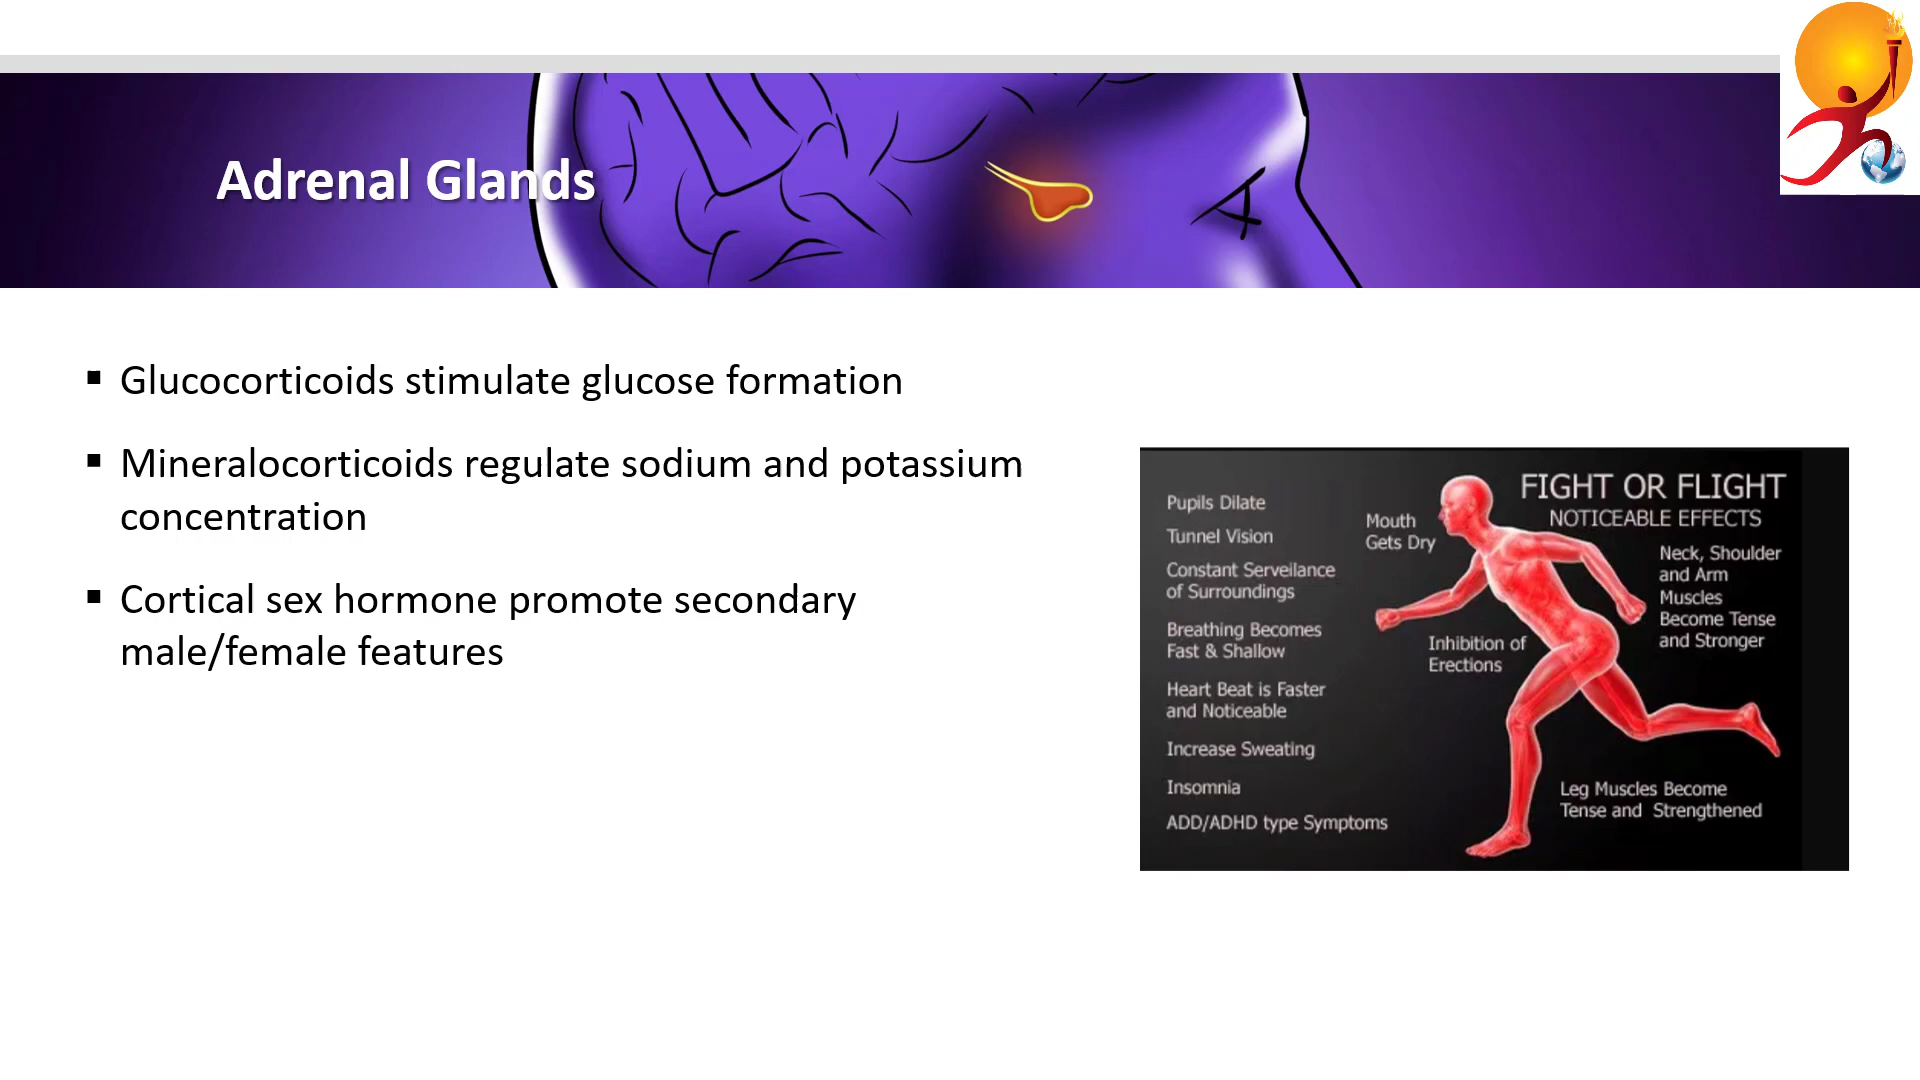 Adrenal Glands
▪ Glucocorticoids stimulate glucose formation
▪ Mineralocorticoids regulate sodium and potassium
concentration
▪ Cortical sex hormone promote secondary
male/female features
FIGHT OR FLIGHT
NOTICEABLE EFFECTS
Pupils Dilate
Tunnel Vision
Constant Serveilance
of Surroundings
Breathing Becomes
Fast & Shallow
Heart Beat is Faster
and Noticeable
Increase Sweating
Insomnia
ADD/ADHD type Symptoms
Mouth
Gets Dry
Inhibition of
Erections
Neck, Shoulder
and Arm
Muscles
Become Tense
and Stronger
Leg Muscles Become
Tense and Strengthened